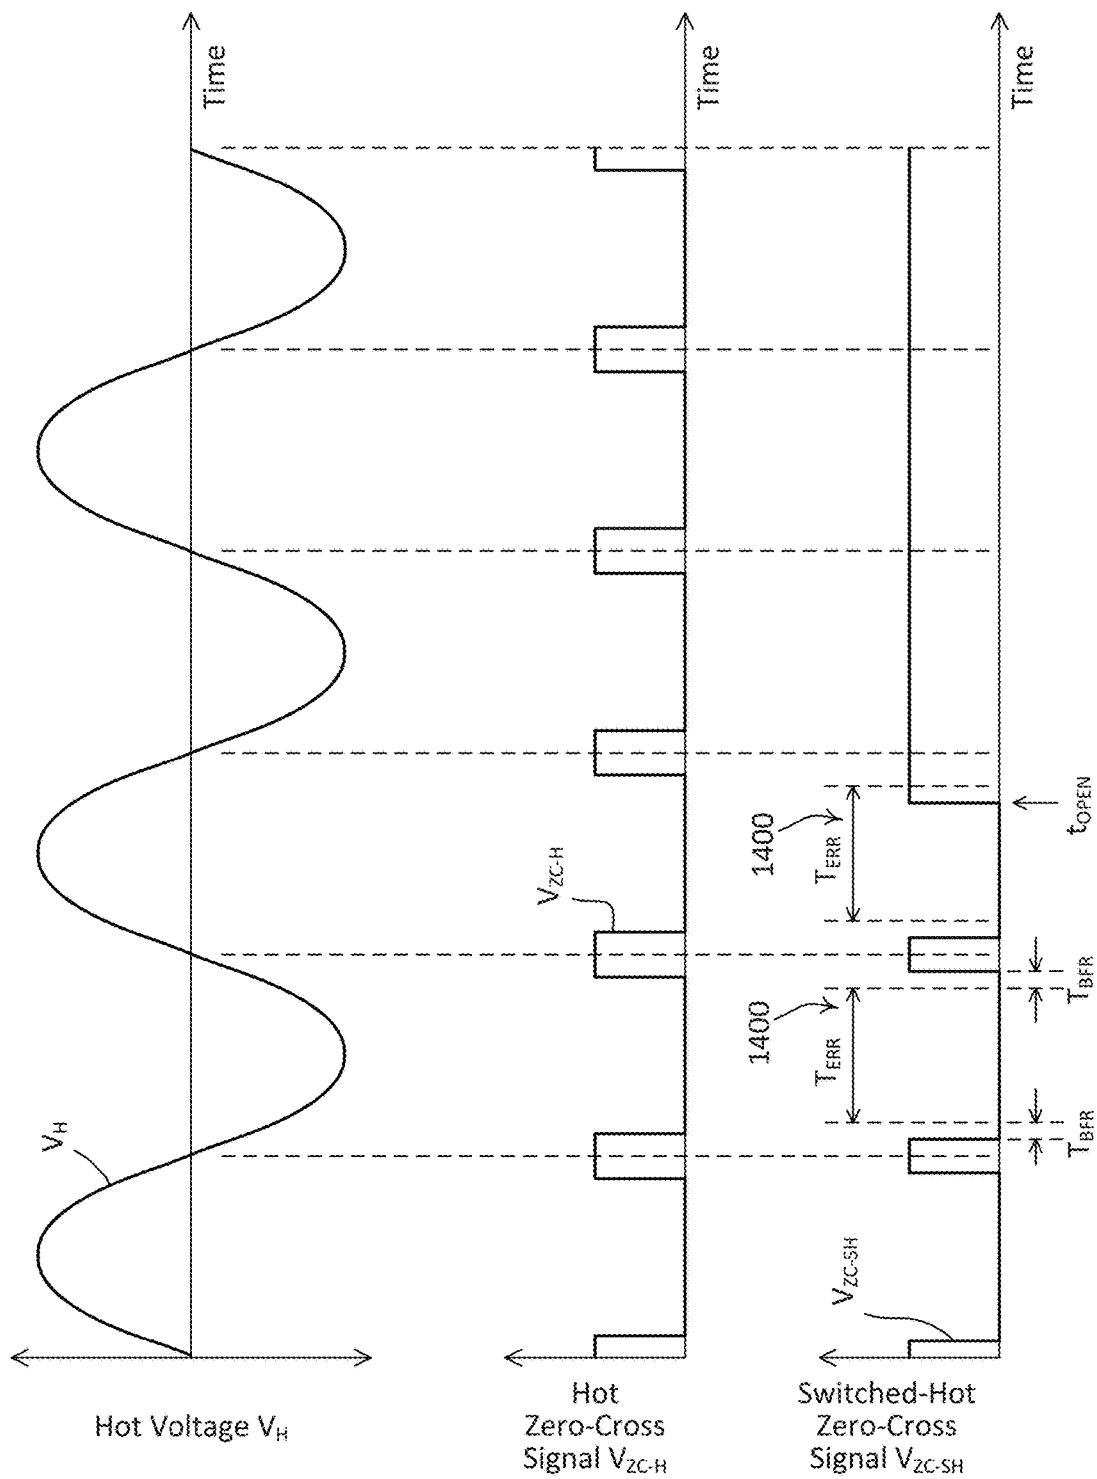 Hot Voltage V_H
V_H
Time
Hot
Zero-Cross
Signal V_ZC-H
V_ZC-H
Time
Switched-Hot
Zero-Cross
Signal V_ZC-SH
V_ZC-SH
1400
T_ERR
1400
T_ERR
T_BFR
T_BFR
t_OPEN
Time